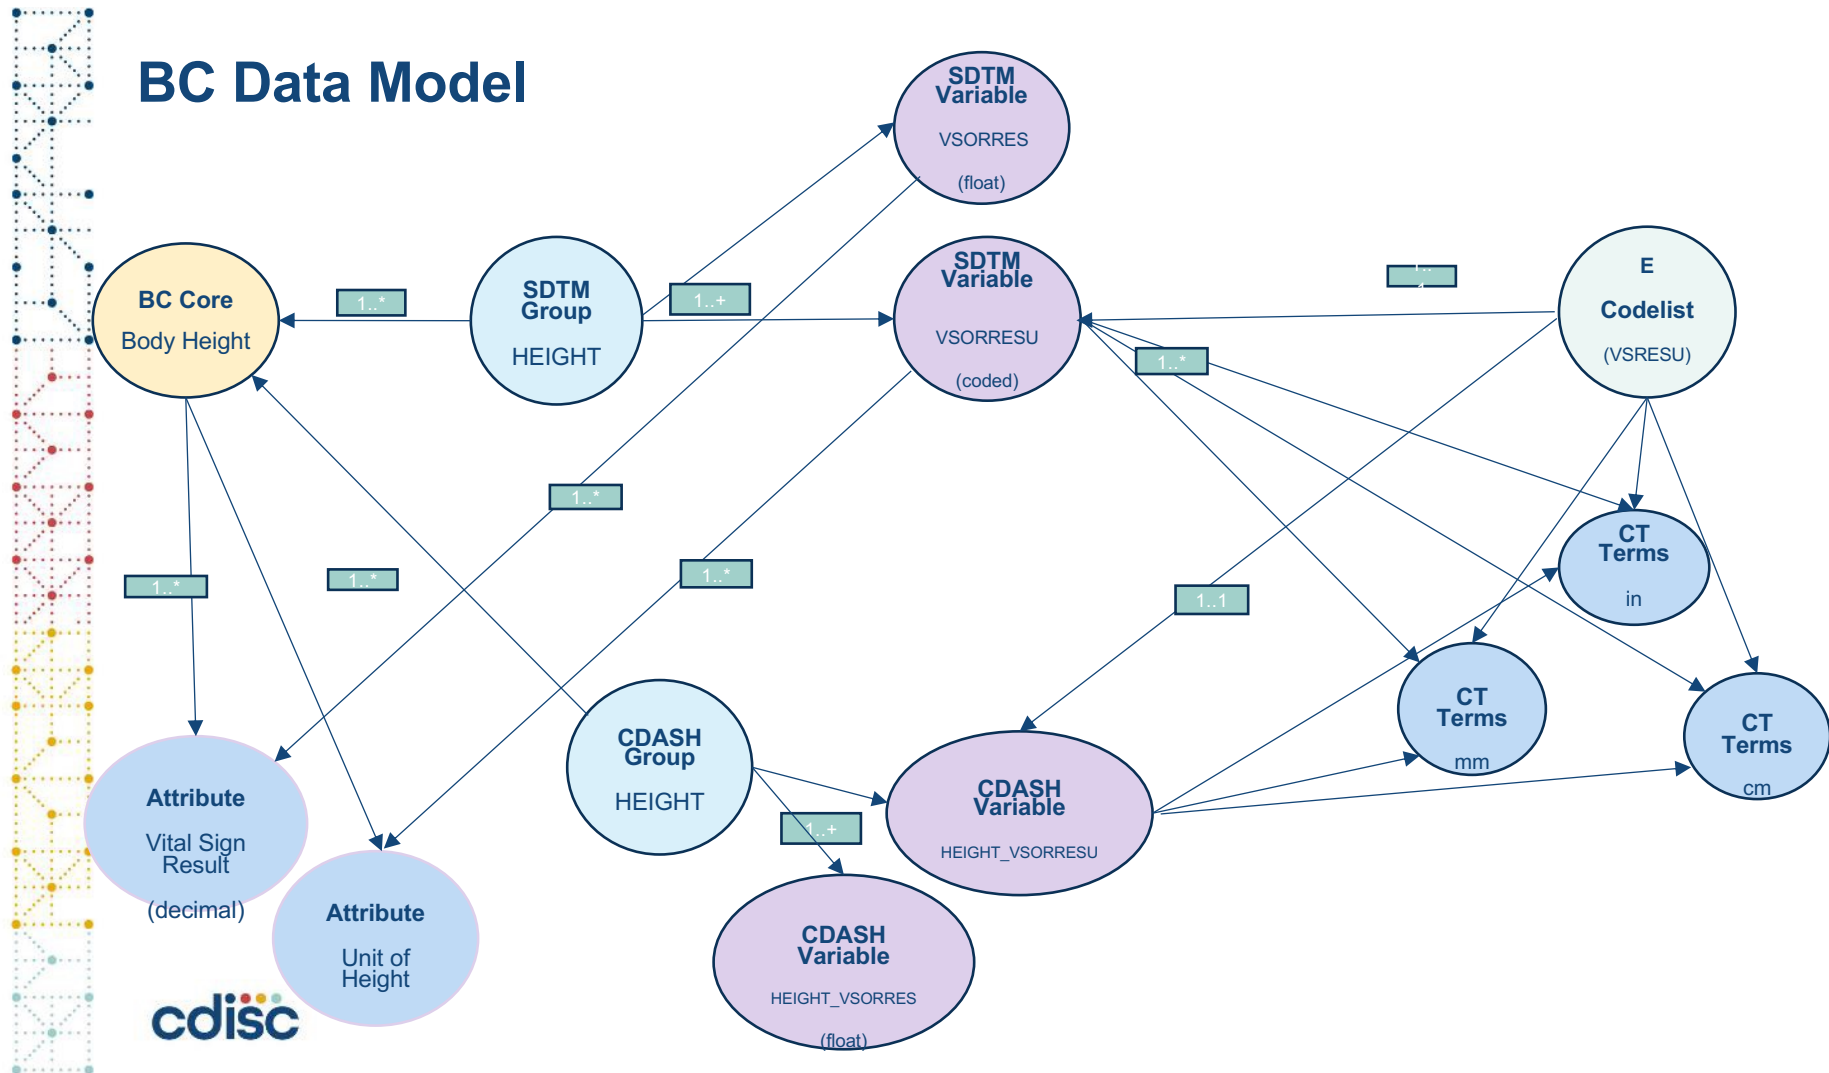 BC Data Model
SDTM
Variable
VSORRES
(float)
BC Core
Body Height
1..*
SDTM
Group
HEIGHT
1..+
SDTM
Variable
VSORRESU
(coded)
1..*
E
Codelist
(VSRESU)
1..*
1..*
1..*
1..*
1..1
CT
Terms
in
CT
Terms
mm
CT
Terms
cm
CDASH
Group
HEIGHT
1..+
CDASH
Variable
HEIGHT_VSORRESU
CDASH
Variable
HEIGHT_VSORRES
(float)
Attribute
Vital Sign
Result
(decimal)
Attribute
Unit of
Height
cdisc